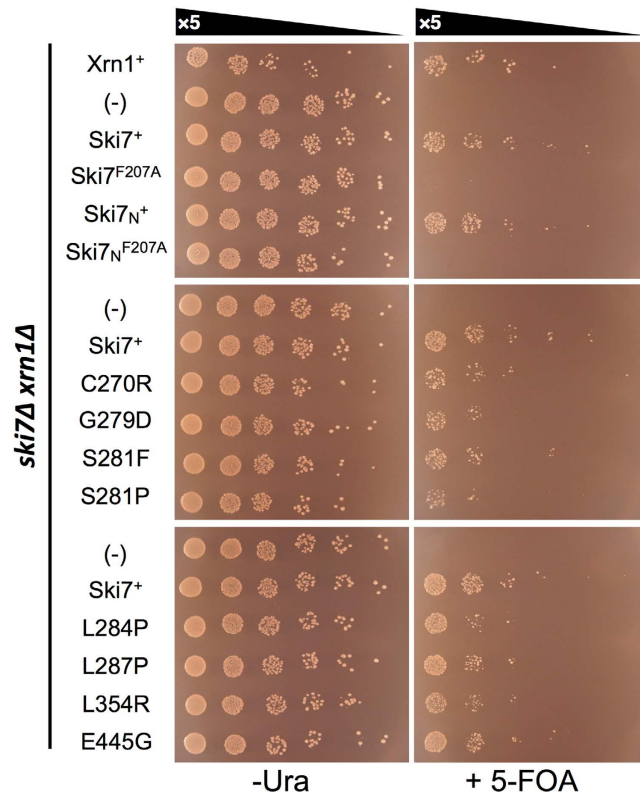 ×5 ×5
Xrn1⁺
(-)
Ski7⁺
Ski7ᶠ²⁰⁷ᴬ
Ski7ₙ⁺
Ski7ₙᶠ²⁰⁷ᴬ
(-)
Ski7⁺
C270R
G279D
S281F
S281P
(-)
Ski7⁺
L284P
L287P
L354R
E445G
ski7Δ xrn1Δ
-Ura + 5-FOA